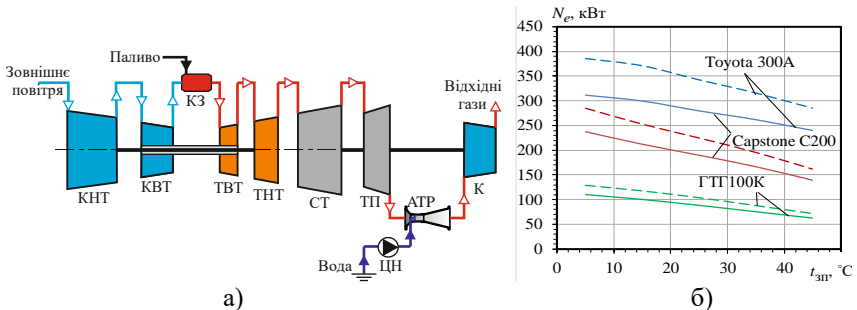 Паливо
Зовнішнє
повітря
КЗ
Відхідні
гази
КНТ
КВТ
ТВТ
ТНТ
СТ
ТП
АТР
К
Вода
ЦН
а)
Nе, кВт
450
400
350
300
250
200
150
100
50
0
0
10
20
30
40
tзп, °С
Toyota 300A
Capstone C200
ГТГ100К
б)